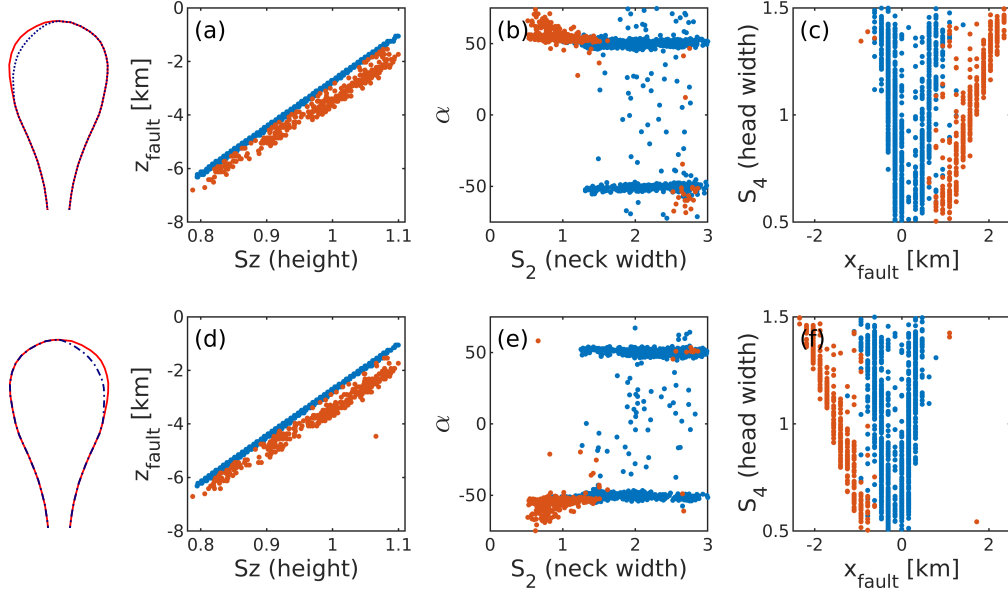 (a)
0
-2
-4
-6
-8
z_fault [km]
0.8
0.9
1
1.1
Sz (height)
(b)
50
0
-50
α
0
1
2
3
S_2 (neck width)
(c)
1.5
1
0.5
S_4 (head width)
-2
0
2
x_fault [km]
(d)
0
-2
-4
-6
-8
z_fault [km]
0.8
0.9
1
1.1
Sz (height)
(e)
50
0
-50
α
0
1
2
3
S_2 (neck width)
(f)
1.5
1
0.5
S_4 (head width)
-2
0
2
x_fault [km]